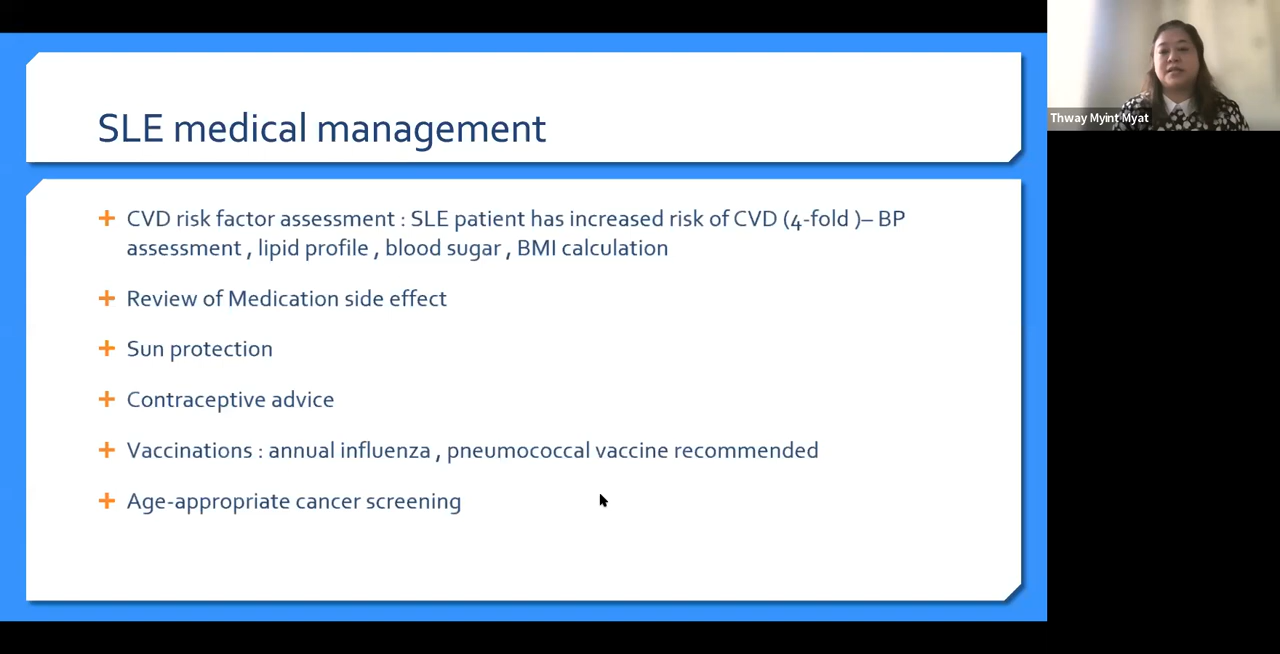 SLE medical management
CVD risk factor assessment : SLE patient has increased risk of CVD (4-fold )– BP
assessment , lipid profile , blood sugar , BMI calculation
Review of Medication side effect
Sun protection
Contraceptive advice
Vaccinations : annual influenza , pneumococcal vaccine recommended
Age-appropriate cancer screening
Thway Myint Myat